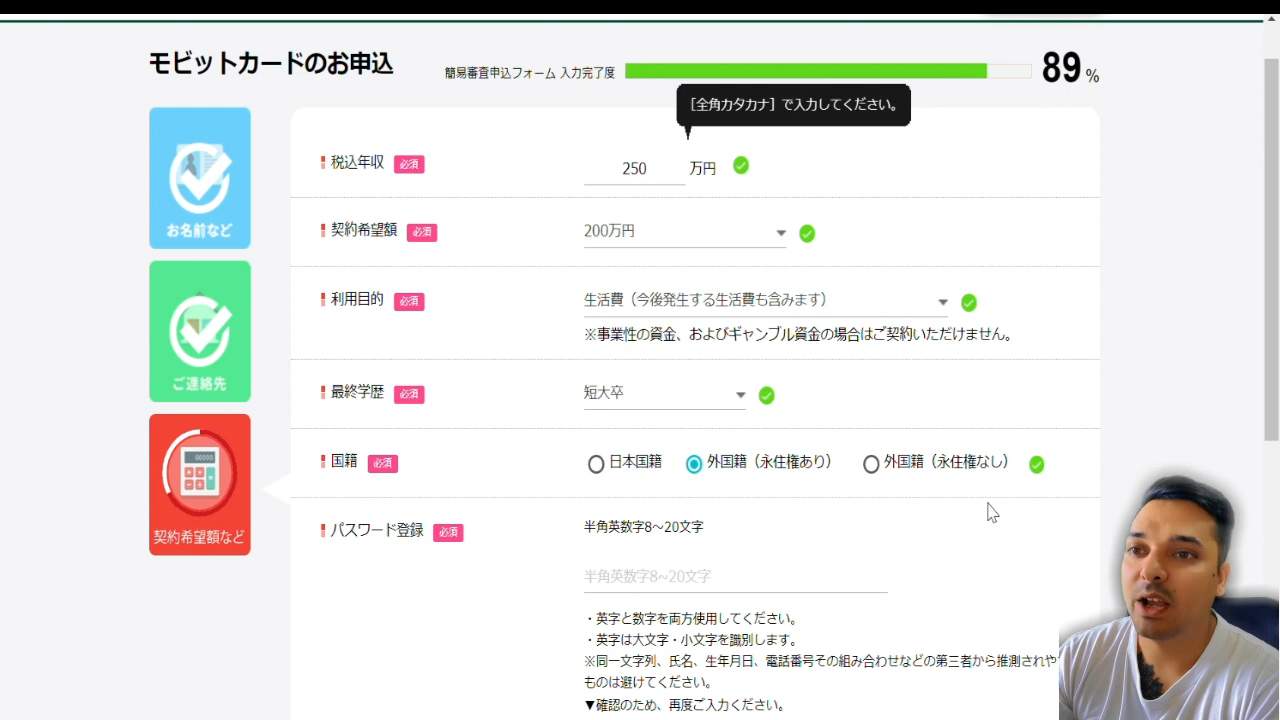 モビットカードのお申込
簡易審査申込フォーム 入力完了度
89 %
［全角カタカナ］で入力してください。
お名前など
ご連絡先
契約希望額など
税込年収 必須 250 万円
契約希望額 必須 200万円
利用目的 必須 生活費（今後発生する生活費も含みます）
※事業性の資金、およびギャンブル資金の場合はご契約いただけません。
最終学歴 必須 短大卒
国籍 必須 日本国籍 外国籍（永住権あり） 外国籍（永住権なし）
パスワード登録 必須 半角英数字8～20文字
半角英数字8~20文字
・英字と数字を両方使用してください。
・英字は大文字・小文字を識別します。
※同一文字列、氏名、生年月日、電話番号その組み合わせなどの第三者から推測されや
ものは避けてください。
▼確認のため、再度ご入力ください。